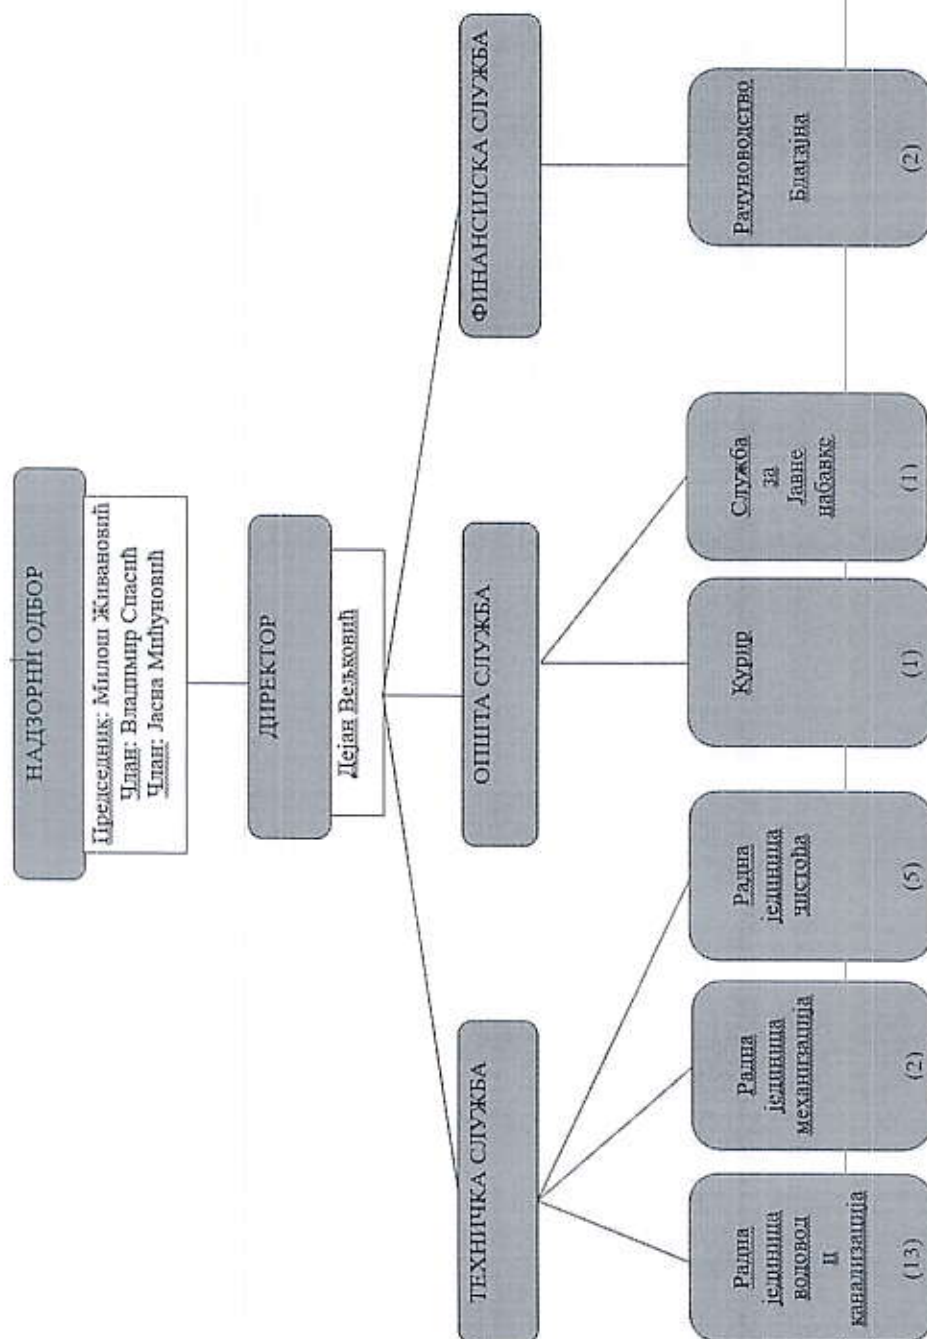 НАДЗОРНИ ОДБОР
Председник: Милош Живановић
Члан: Владимир Спасић
Члан: Јасна Мићуновић
ДИРЕКТОР
Дејан Вељковић
ТЕХНИЧКА СЛУЖБА
ОПШТА СЛУЖБА
ФИНАНСИЈСКА СЛУЖБА
Радна
јединица
водовод
и
канализација
(13)
Радна
јединица
механизација
(2)
Радна
јединица
чистоћа
(5)
Курир
(1)
Служба
за
Јавне
набавке
(1)
Рачуноводство
Благајна
(2)